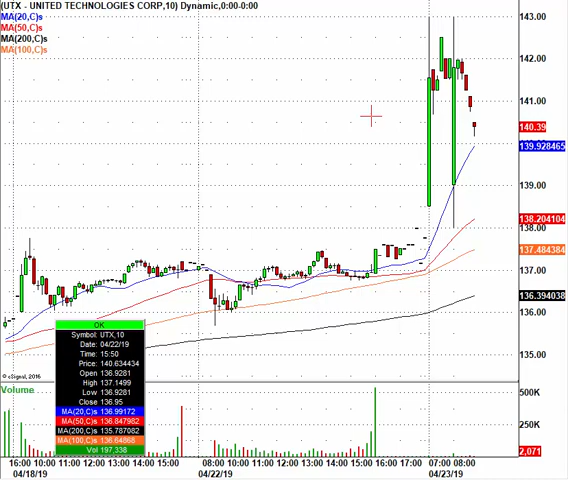 (UTX - UNITED TECHNOLOGIES CORP,10) Dynamic,0:00-0:00
MA(20,C)s
MA(50,C)s
MA(200,C)s
MA(100,C)s
143.00
142.00
141.00
140.39
139.928465
139.00
138.204104
138.00
137.484384
137.00
136.394038
136.00
135.00
OK
Symbol: UTX,10
Date: 04/22/19
Time: 15:50
Price: 140.634434
Open 136.9281
High 137.1499
Low 136.9281
Close 136.95
MA(20,C)s 136.99172
MA(50,C)s 136.847982
MA(200,C)s 135.787082
MA(100,C)s 136.64868
Vol 197,338
© eSignal, 2016
Volume
500K
250K
2,071
16:00 10:00 11:00 12:00 13:00 14:00 15:00 08:00 10:00 11:00 12:00 13:00 14:00 15:00 16:00 17:00 07:00 08:00
04/18/19 04/22/19 04/23/19